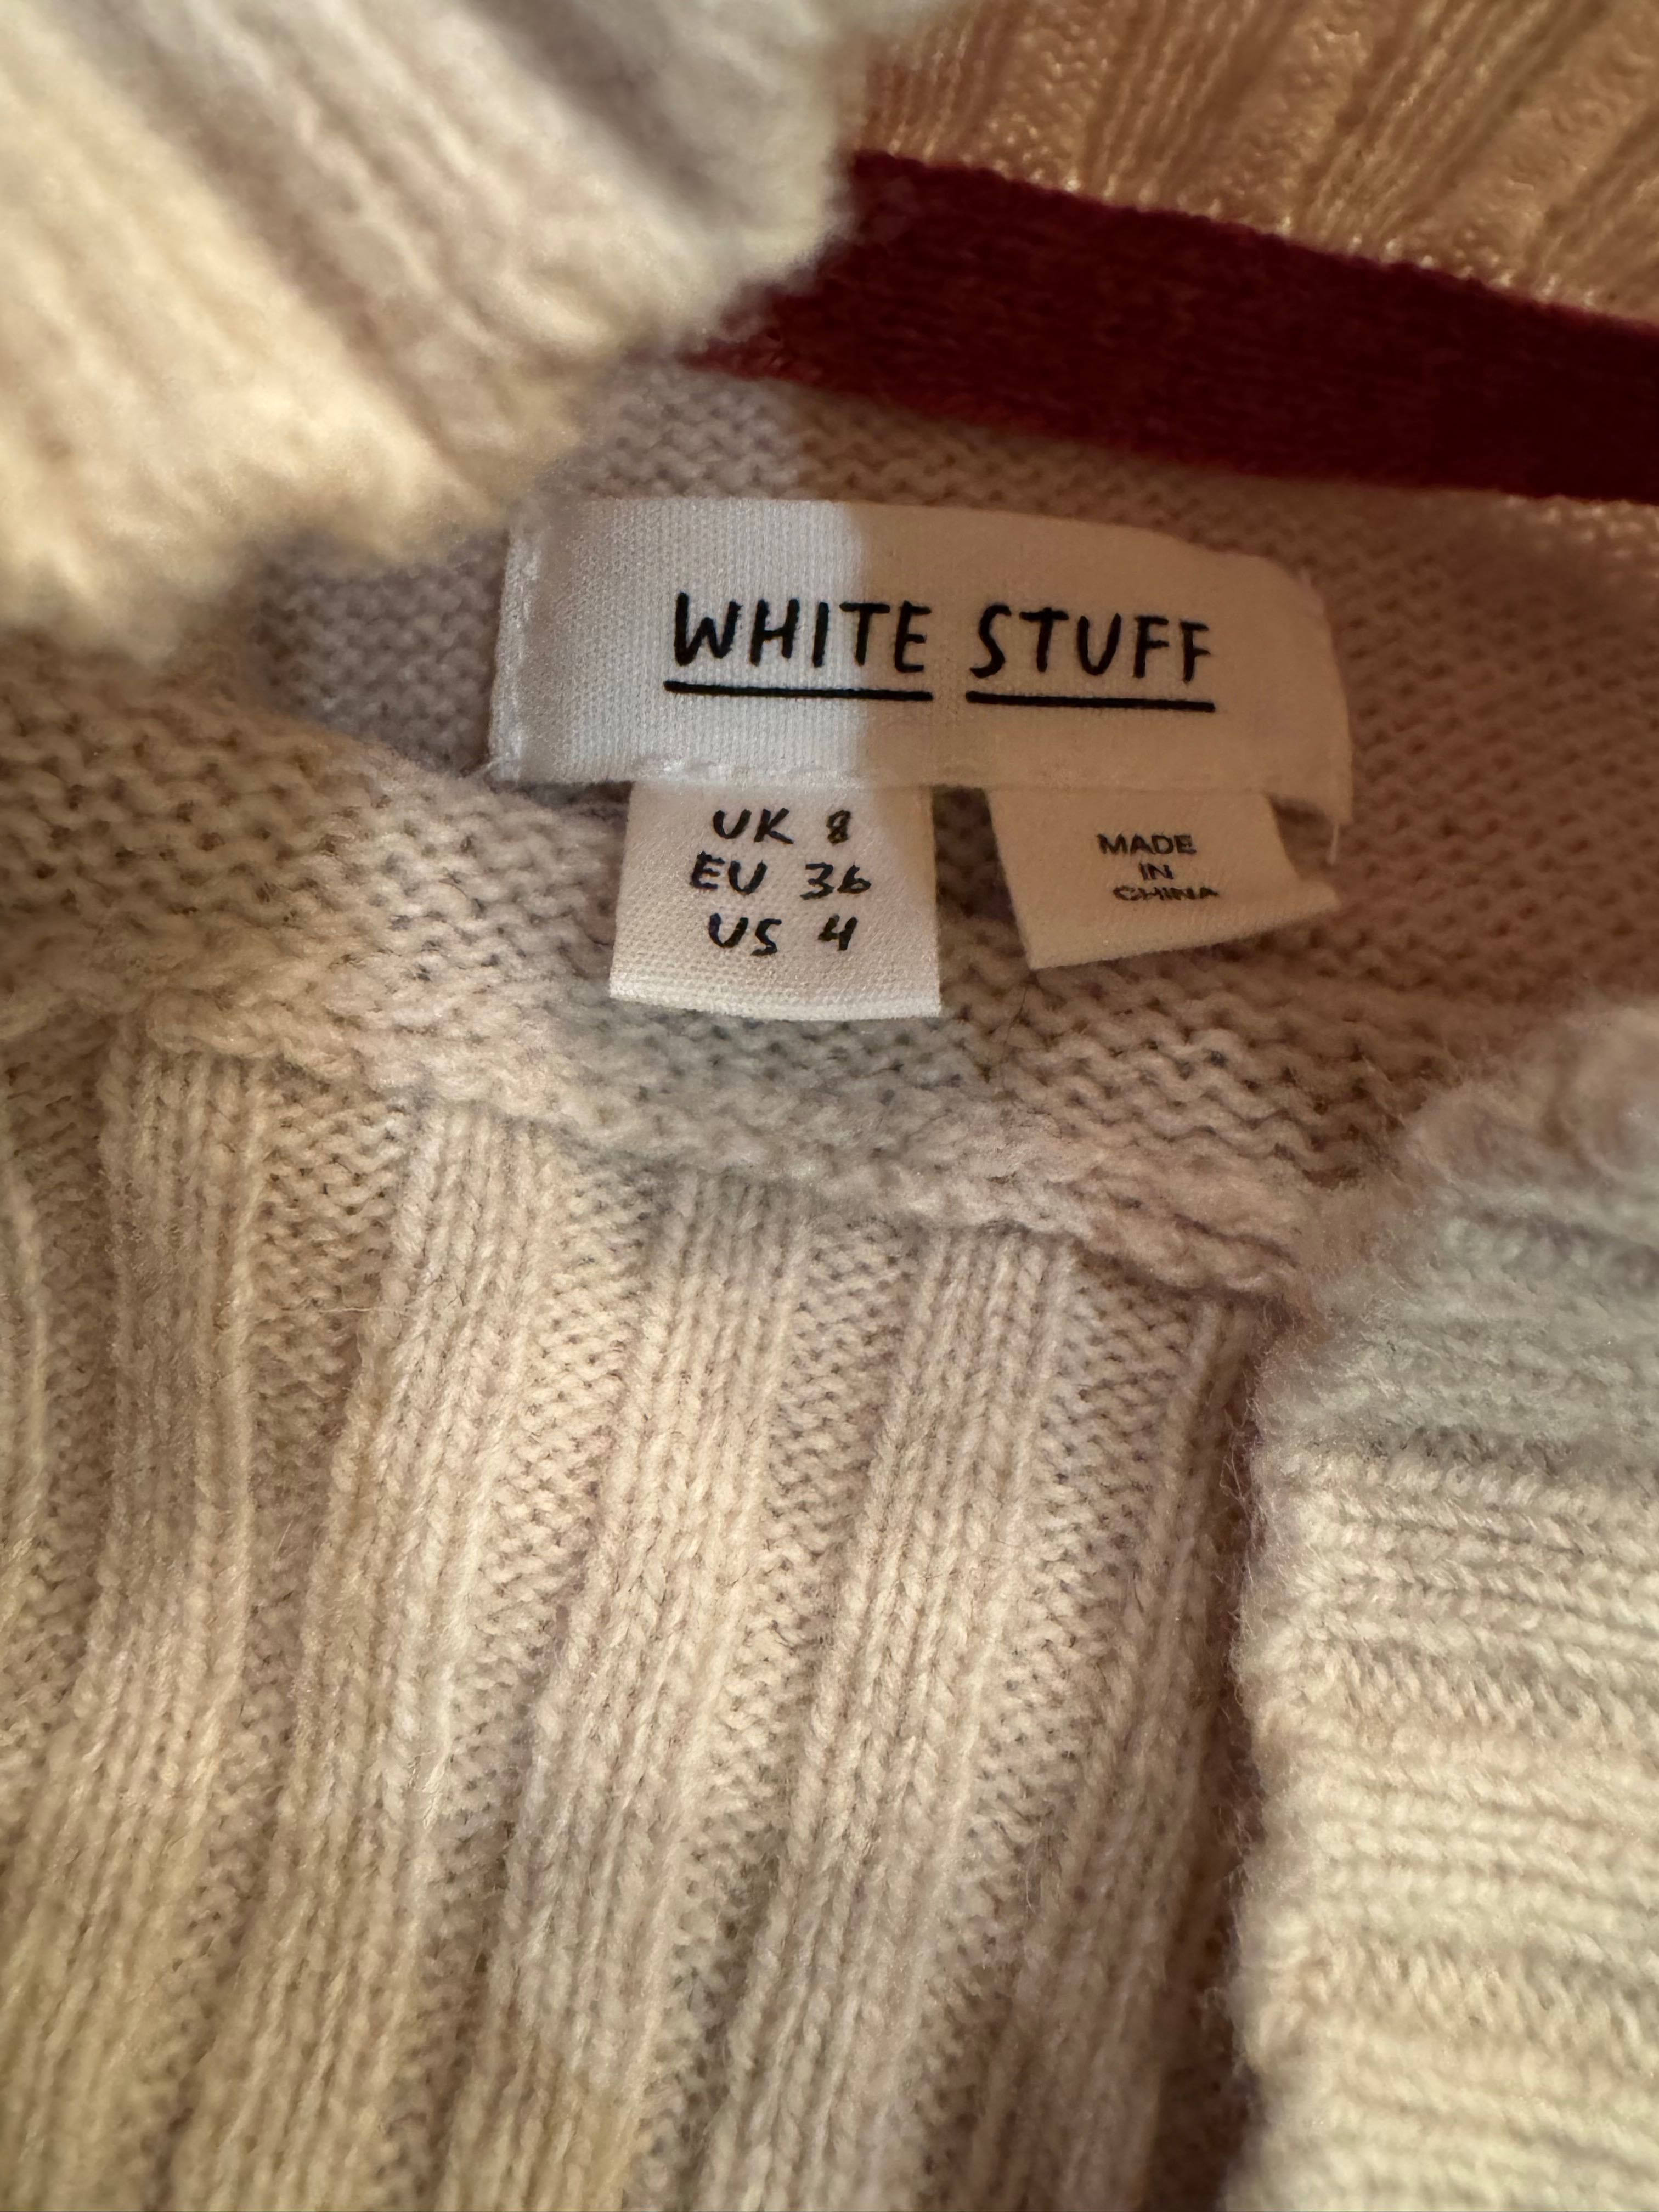 WHITE STUFF
UK 8
EU 36
US 4
MADE
IN
CHINA